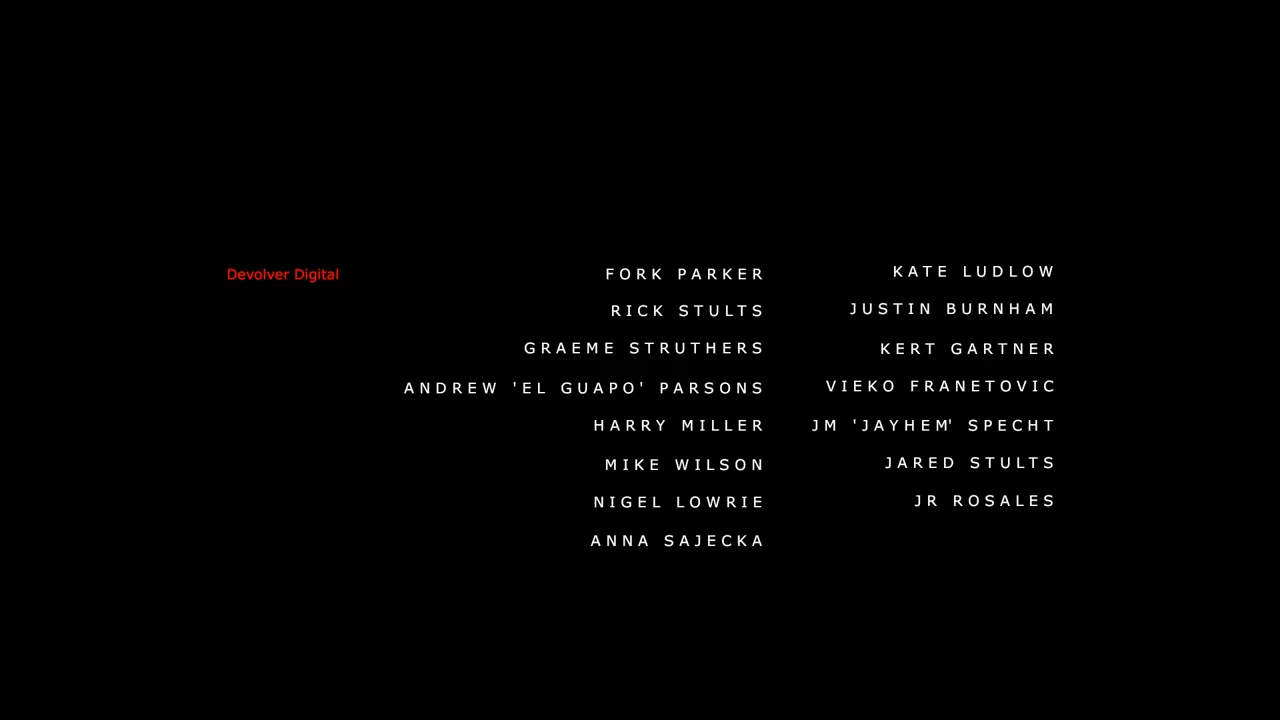 Devolver Digital
FORK PARKER
RICK STULTS
GRAEME STRUTHERS
ANDREW 'EL GUAPO' PARSONS
HARRY MILLER
MIKE WILSON
NIGEL LOWRIE
ANNA SAJECKA
KATE LUDLOW
JUSTIN BURNHAM
KERT GARTNER
VIEKO FRANETOVIC
JM 'JAYHEM' SPECHT
JARED STULTS
JR ROSALES